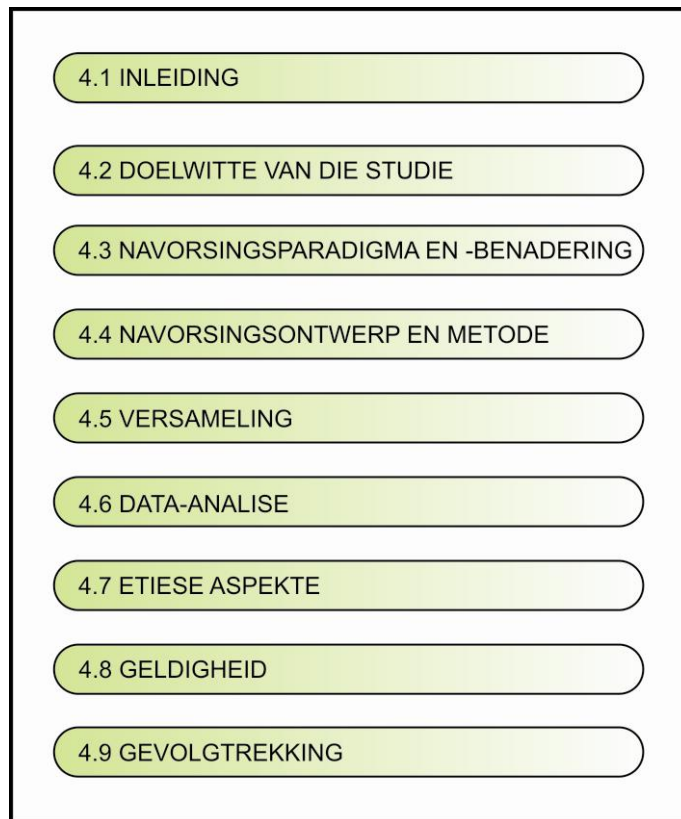 4.1 INLEIDING
4.2 DOELWITTE VAN DIE STUDIE
4.3 NAVORSINGSPARADIGMA EN -BENADERING
4.4 NAVORSINGSONTWERP EN METODE
4.5 VERSAMELING
4.6 DATA-ANALISE
4.7 ETIESE ASPEKTE
4.8 GELDIGHEID
4.9 GEVOLGTREKKING